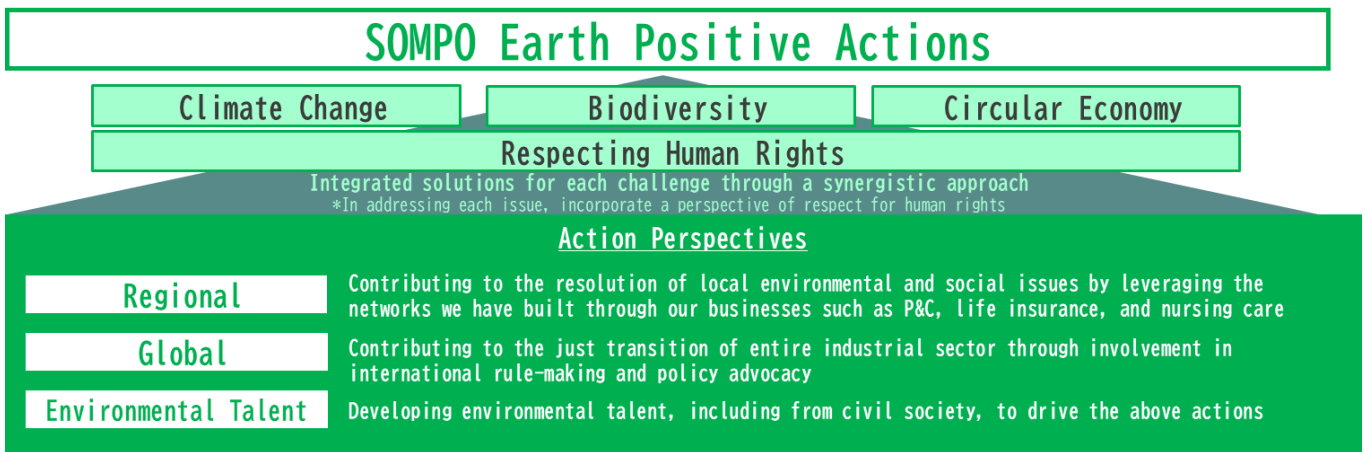 SOMPO Earth Positive Actions
Climate Change
Biodiversity
Circular Economy
Respecting Human Rights
Integrated solutions for each challenge through a synergistic approach
*In addressing each issue, incorporate a perspective of respect for human rights
Action Perspectives
Regional
Contributing to the resolution of local environmental and social issues by leveraging the
networks we have built through our businesses such as P&C, life insurance, and nursing care
Global
Contributing to the just transition of entire industrial sector through involvement in
international rule-making and policy advocacy
Environmental Talent
Developing environmental talent, including from civil society, to drive the above actions